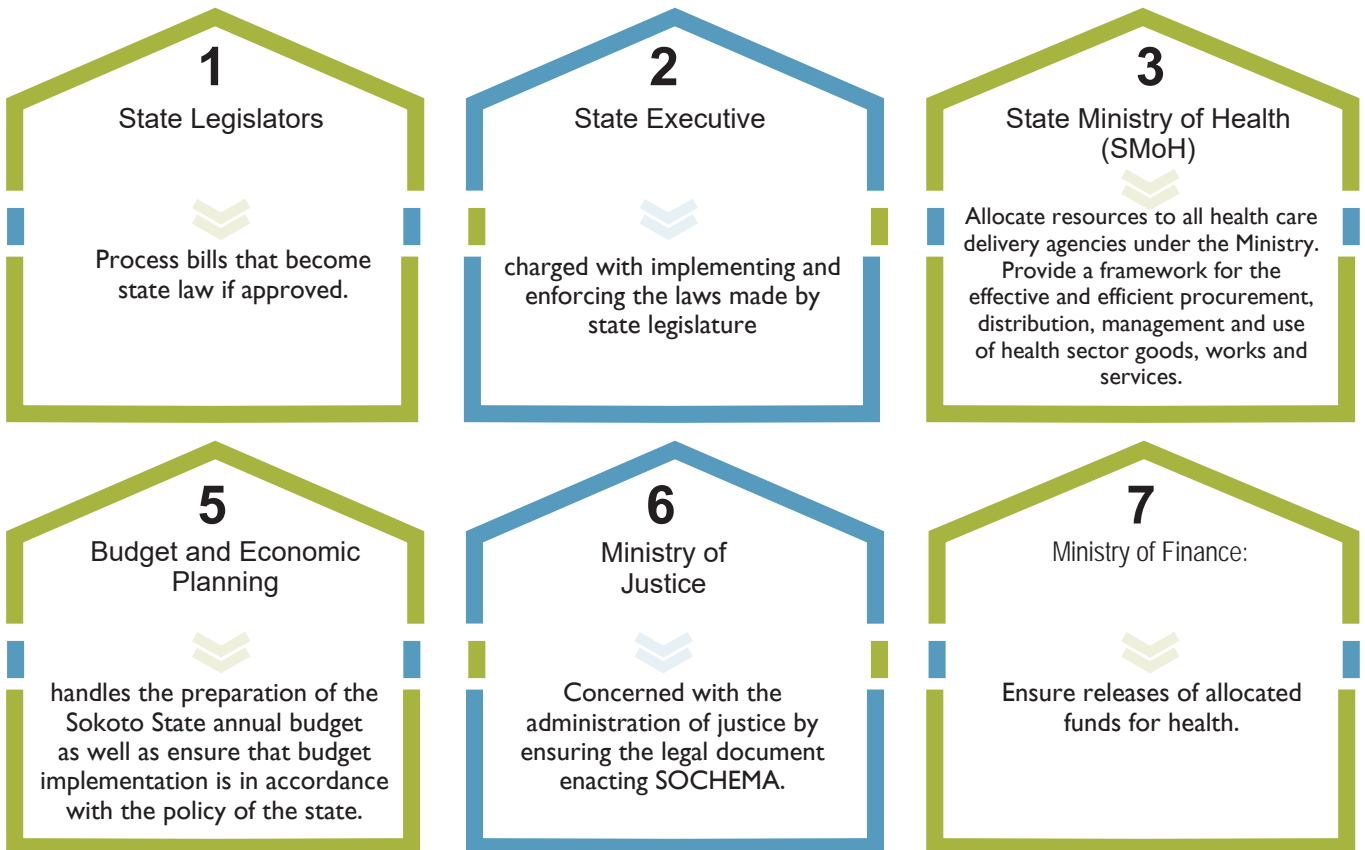 1
State Legislators
Process bills that become
state law if approved.
2
State Executive
charged with implementing and
enforcing the laws made by
state legislature
3
State Ministry of Health
(SMoH)
Allocate resources to all health care
delivery agencies under the Ministry.
Provide a framework for the
effective and efficient procurement,
distribution, management and use
of health sector goods, works and
services.
5
Budget and Economic
Planning
handles the preparation of the
Sokoto State annual budget
as well as ensure that budget
implementation is in accordance
with the policy of the state.
6
Ministry of
Justice
Concerned with the
administration of justice by
ensuring the legal document
enacting SOCHEMA.
7
Ministry of Finance:
Ensure releases of allocated
funds for health.